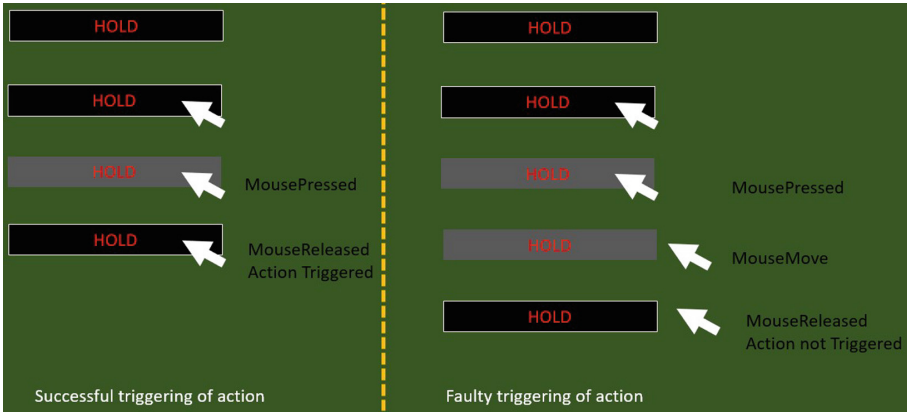 HOLD
HOLD
HOLD
MousePressed
HOLD
MouseReleased
Action Triggered
Successful triggering of action
HOLD
HOLD
HOLD
MousePressed
HOLD
MouseMove
HOLD
MouseReleased
Action not Triggered
Faulty triggering of action